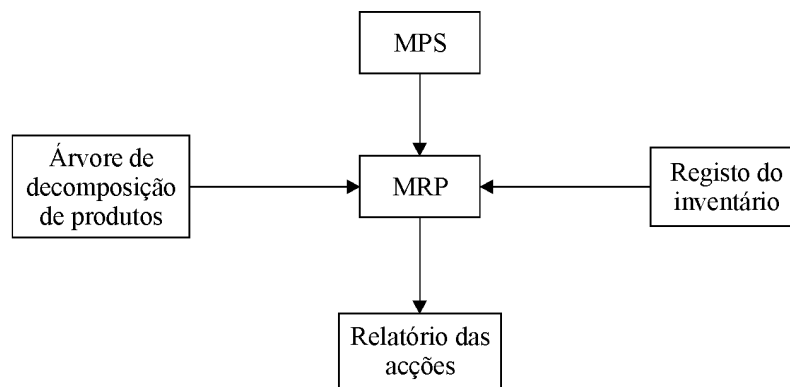 MPS
Árvore de
decomposição
de produtos
MRP
Registo do
inventário
Relatório das
acções